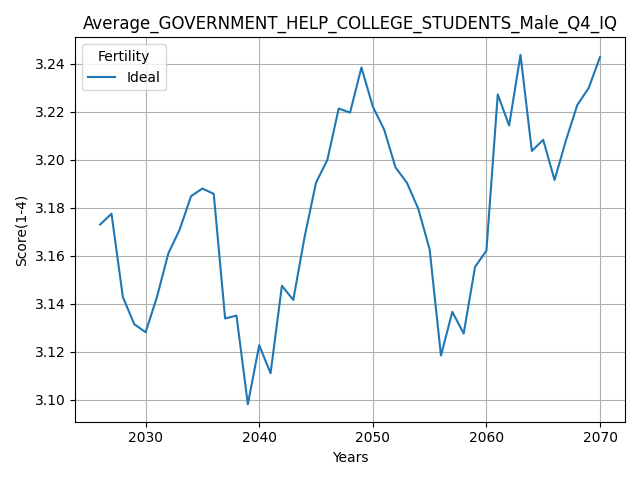 Average_GOVERNMENT_HELP_COLLEGE_STUDENTS_Male_Q4_IQ
Fertility
Ideal
Score(1-4)
3.24
3.22
3.20
3.18
3.16
3.14
3.12
3.10
2030 2040 2050 2060 2070
Years